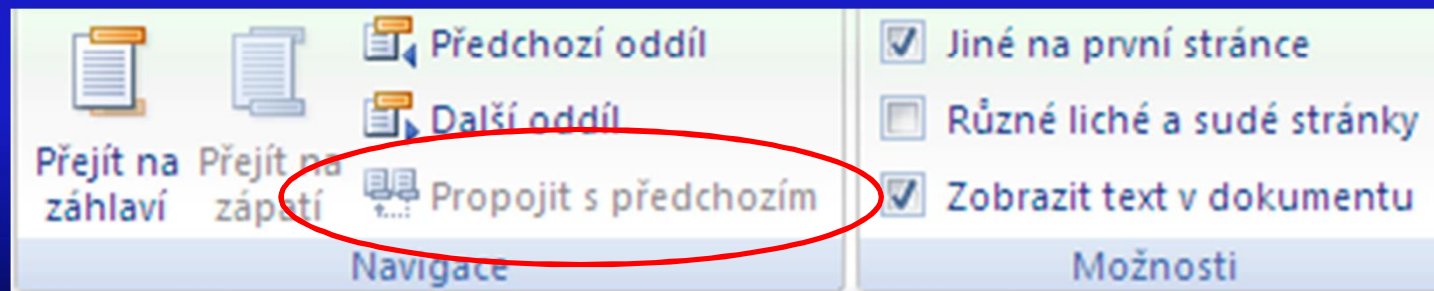 Přejít na
záhlaví
Přejít na
zápatí
Předchozí oddíl
Další oddíl
Propojit s předchozím
Navigace
Jiné na první stránce
Různé liché a sudé stránky
Zobrazit text v dokumentu
Možnosti